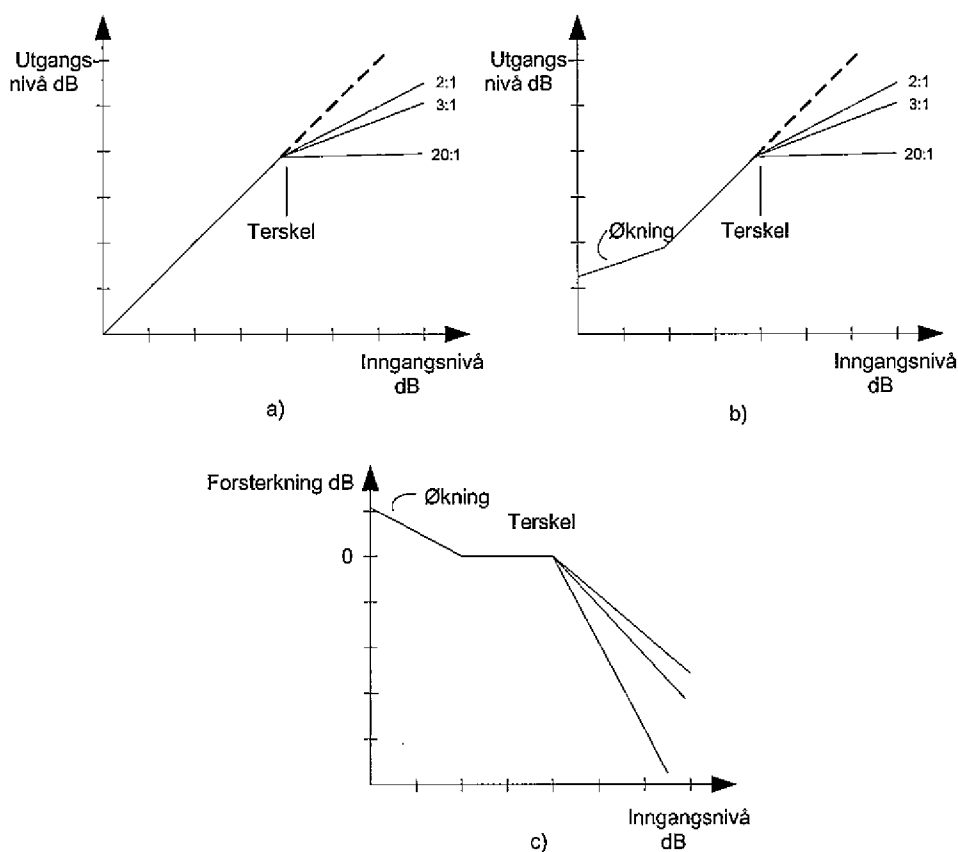 Utgangs-
nivå dB
2:1
3:1
20:1
Terskel
Inngangsnivå
dB
a)
Utgangs
nivå dB
2:1
3:1
20:1
Økning
Terskel
Inngangsnivå
dB
b)
Forsterkning dB
Økning
Terskel
0
Inngangsnivå
dB
c)